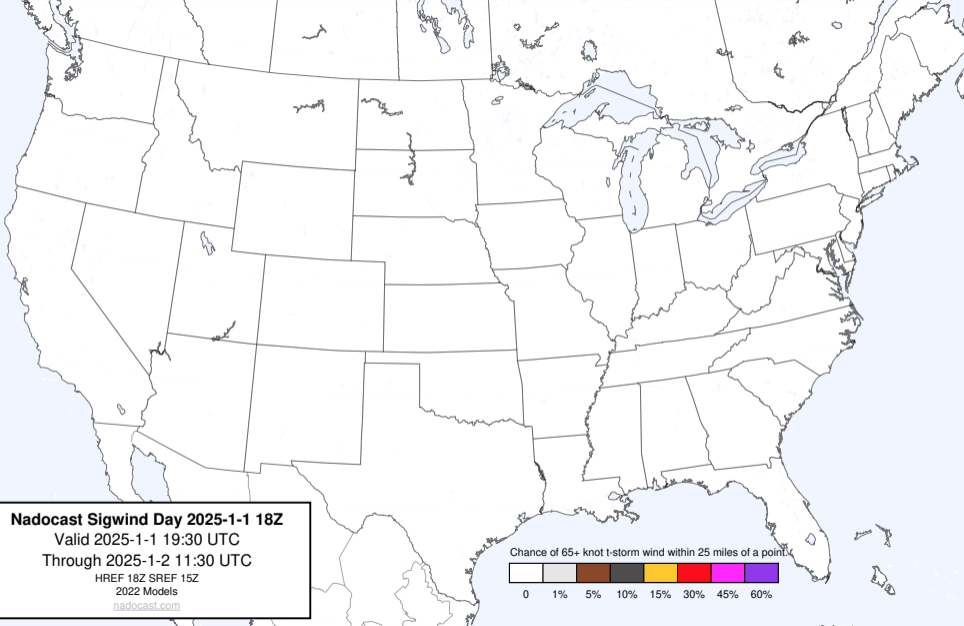 Nadocast Sigwind Day 2025-1-1 18Z
Valid 2025-1-1 19:30 UTC
Through 2025-1-2 11:30 UTC
HREF 18Z SREF 15Z
2022 Models
nadocast.com
Chance of 65+ knot t-storm wind within 25 miles of a point.
0 1% 5% 10% 15% 30% 45% 60%